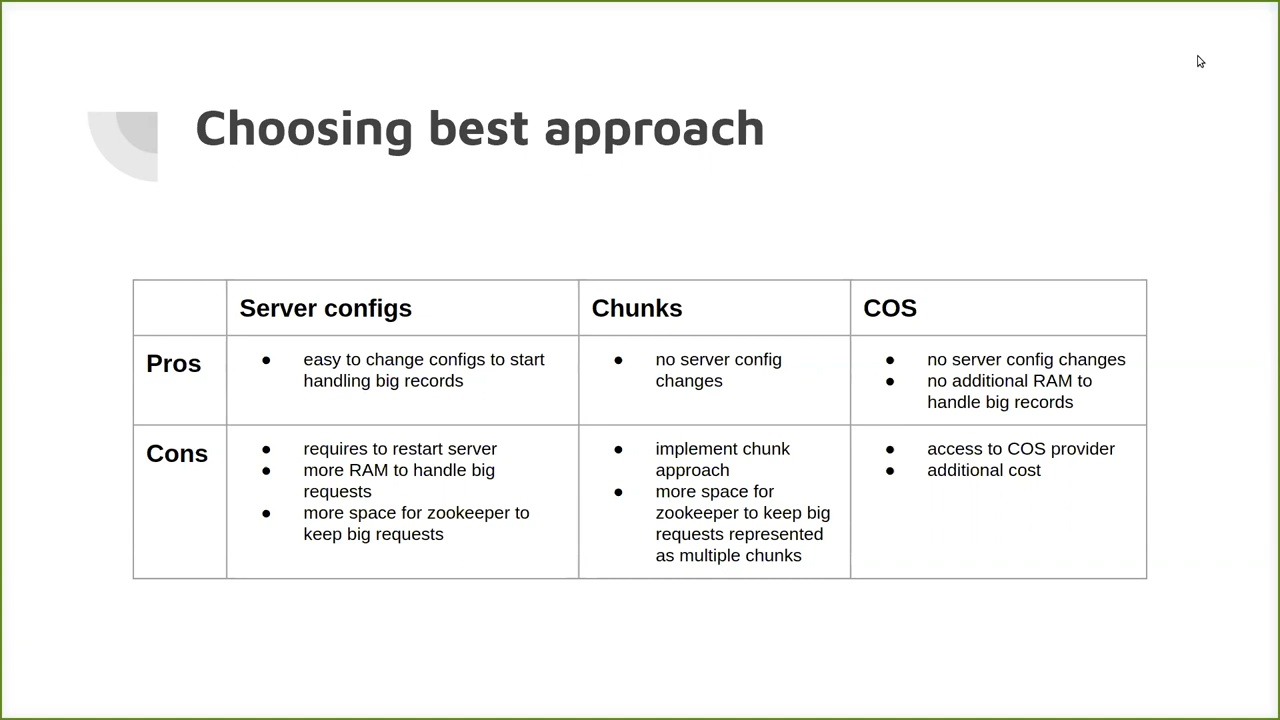 Choosing best approach
Server configs
Chunks
COS
Pros
● easy to change configs to start
handling big records
● no server config
changes
● no server config changes
● no additional RAM to
handle big records
Cons
● requires to restart server
● more RAM to handle big
requests
● more space for zookeeper to
keep big requests
● implement chunk
approach
● more space for
zookeeper to keep big
requests represented
as multiple chunks
● access to COS provider
● additional cost